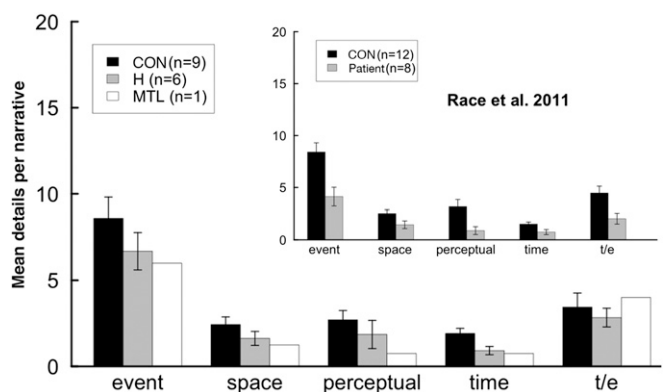 Mean details per narrative
20
15
10
5
0
CON(n=9)
H (n=6)
MTL (n=1)
event
space
perceptual
time
t/e
20
15
10
5
0
CON(n=12)
Patient(n=8)
Race et al. 2011
event
space
perceptual
time
t/e